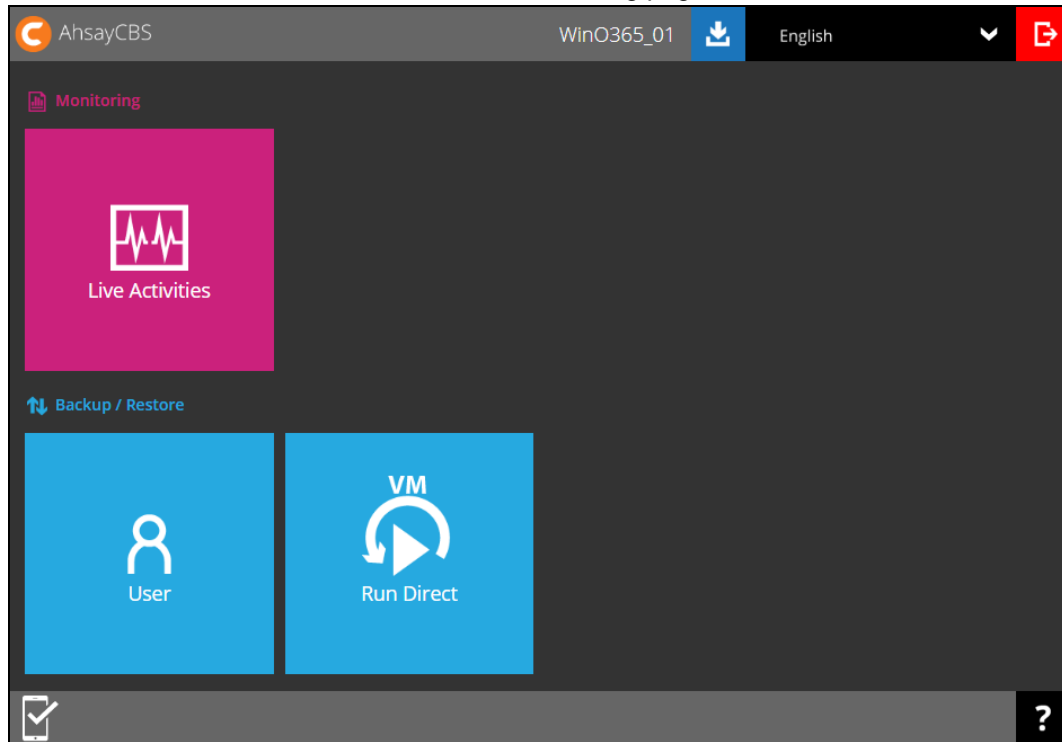 AhsayCBS
WinO365_01
English
Monitoring
Live Activities
Backup / Restore
User
VM
Run Direct
?